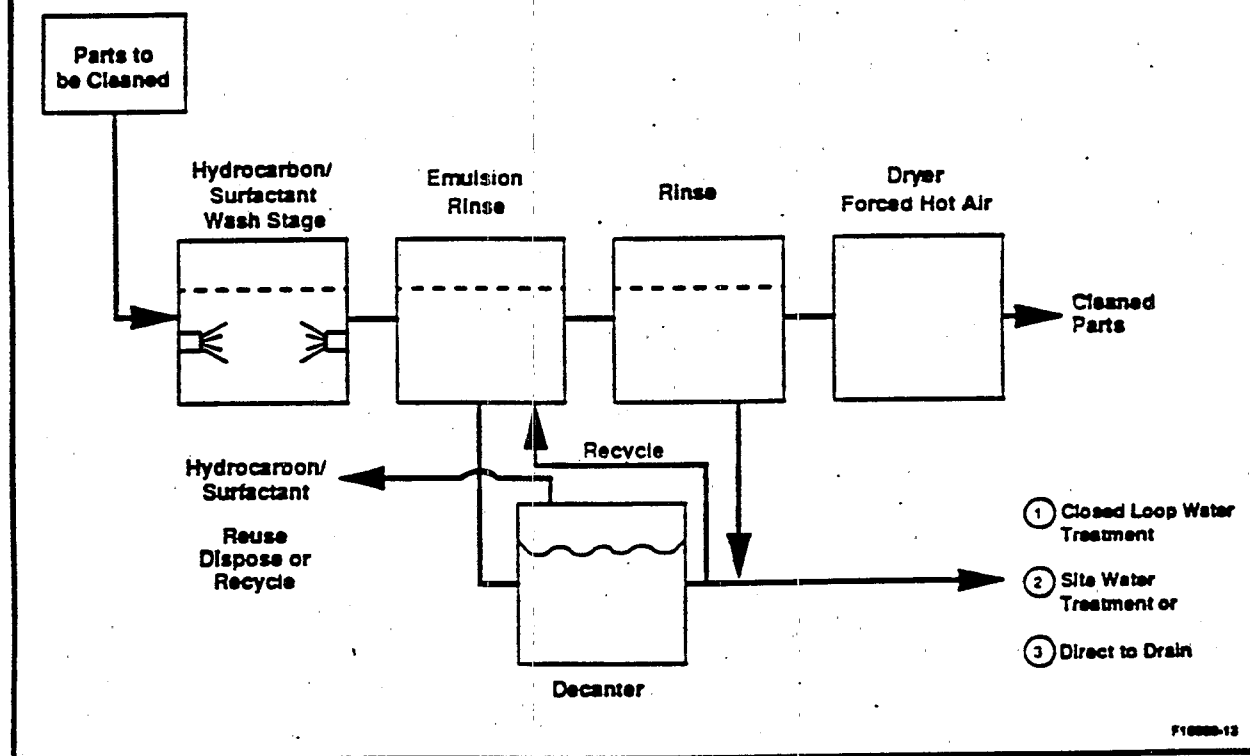 Parts to
be Cleaned
Hydrocarbon/
Surfactant
Wash Stage
Emulsion
Rinse
Rinse
Dryer
Forced Hot Air
Cleaned
Parts
Recycle
Hydrocarbon/
Surfactant
Reuse
Dispose or
Recycle
Decanter
1 Closed Loop Water
Treatment
2 Site Water
Treatment or
3 Direct to Drain